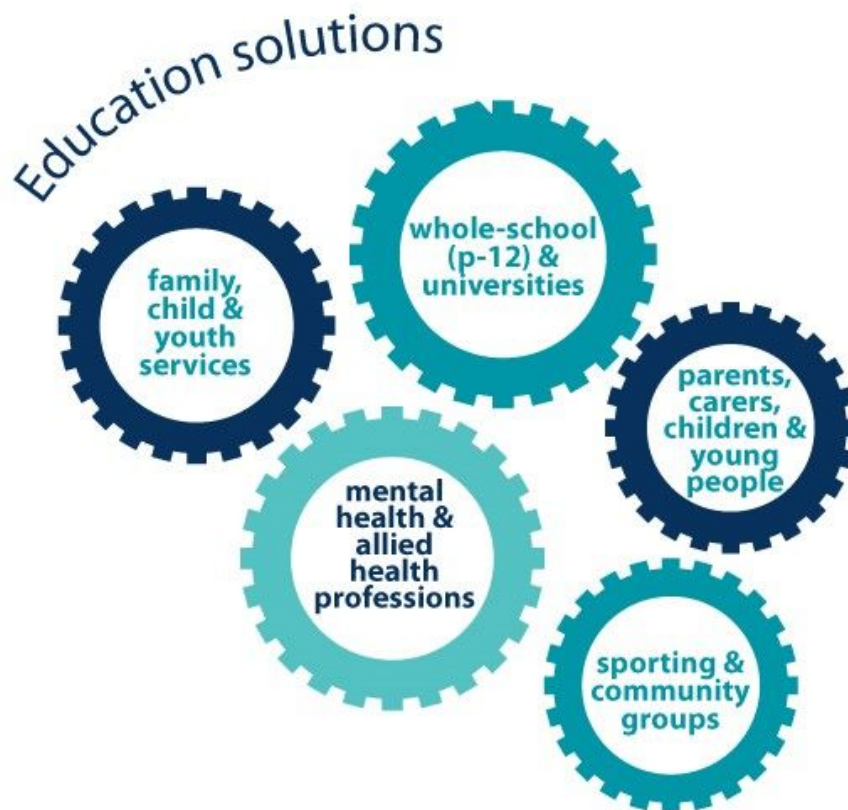 Education solutions
family,
child &
youth
services
whole-school
(p-12) &
universities
parents,
carers,
children &
young
people
mental
health &
allied
health
professions
sporting &
community
groups